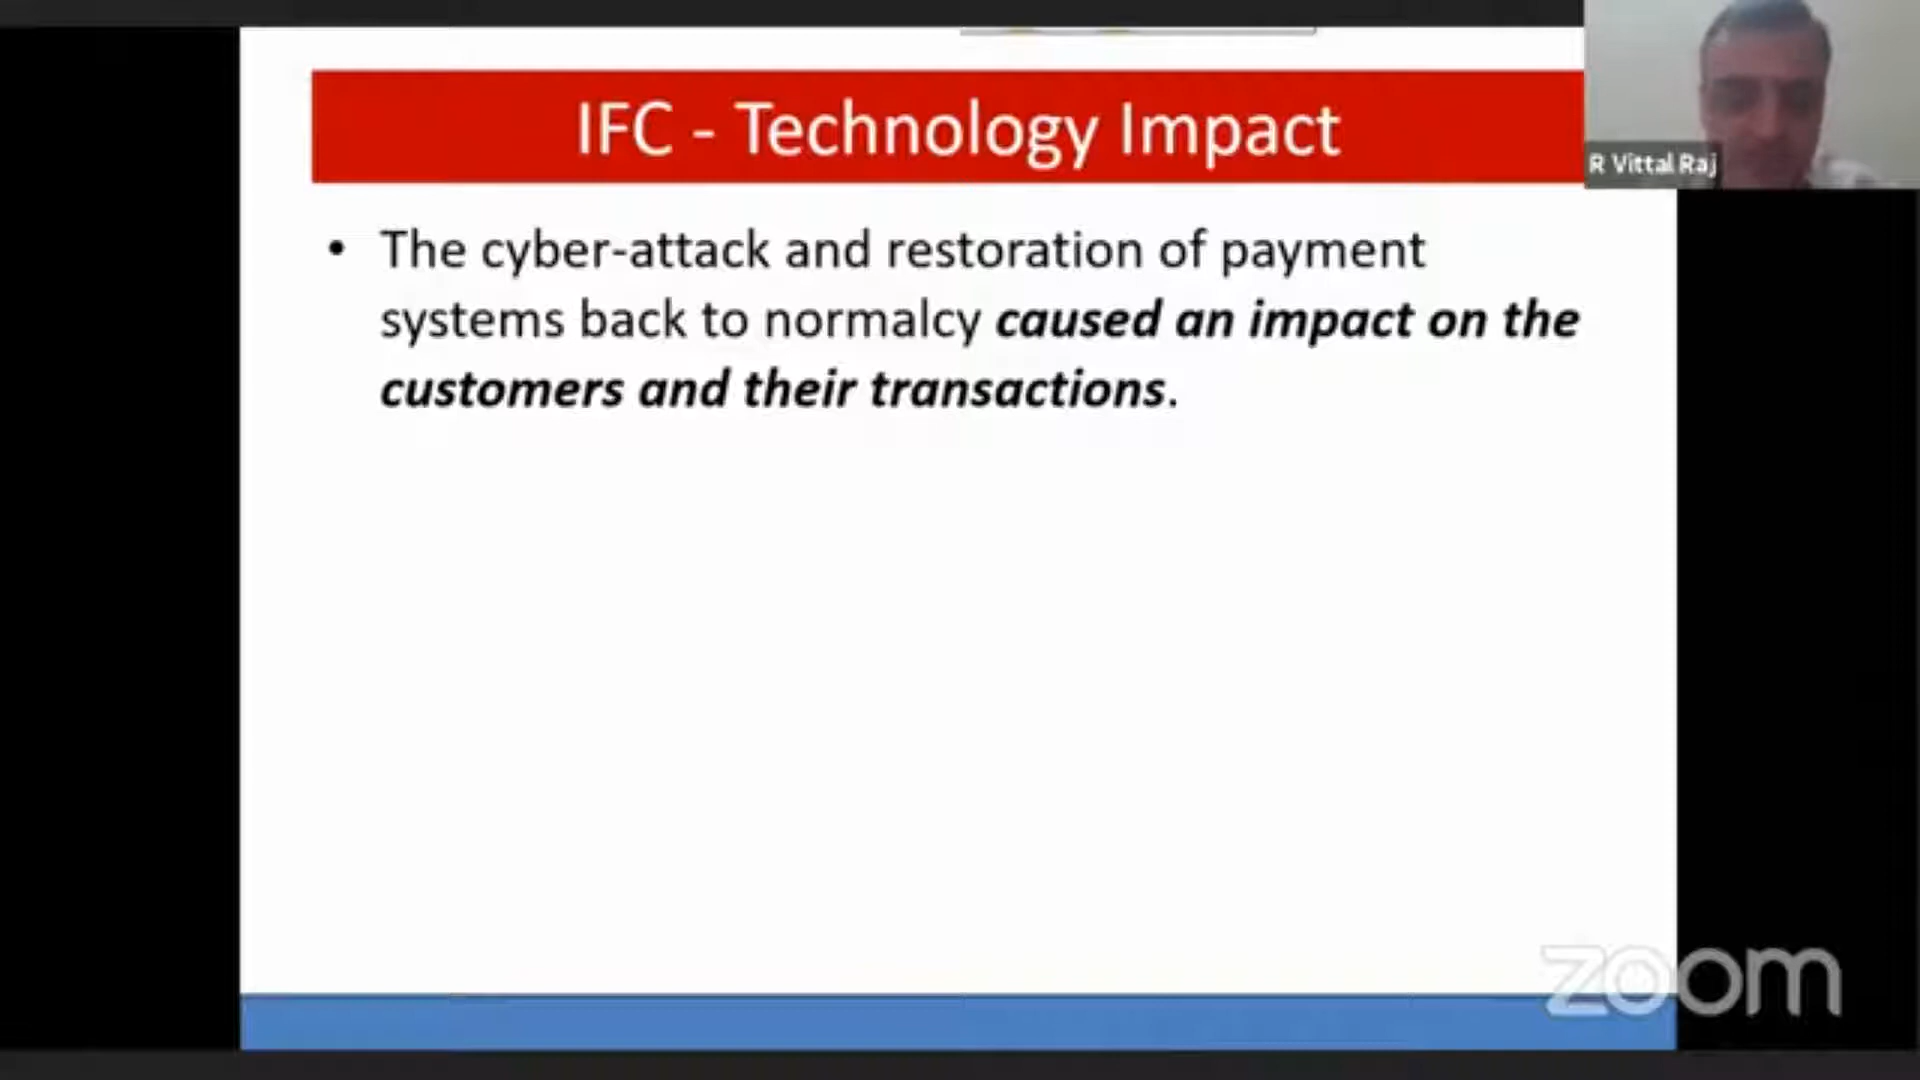 IFC - Technology Impact
R Vittal Raj
• The cyber-attack and restoration of payment
systems back to normalcy caused an impact on the
customers and their transactions.
zoom